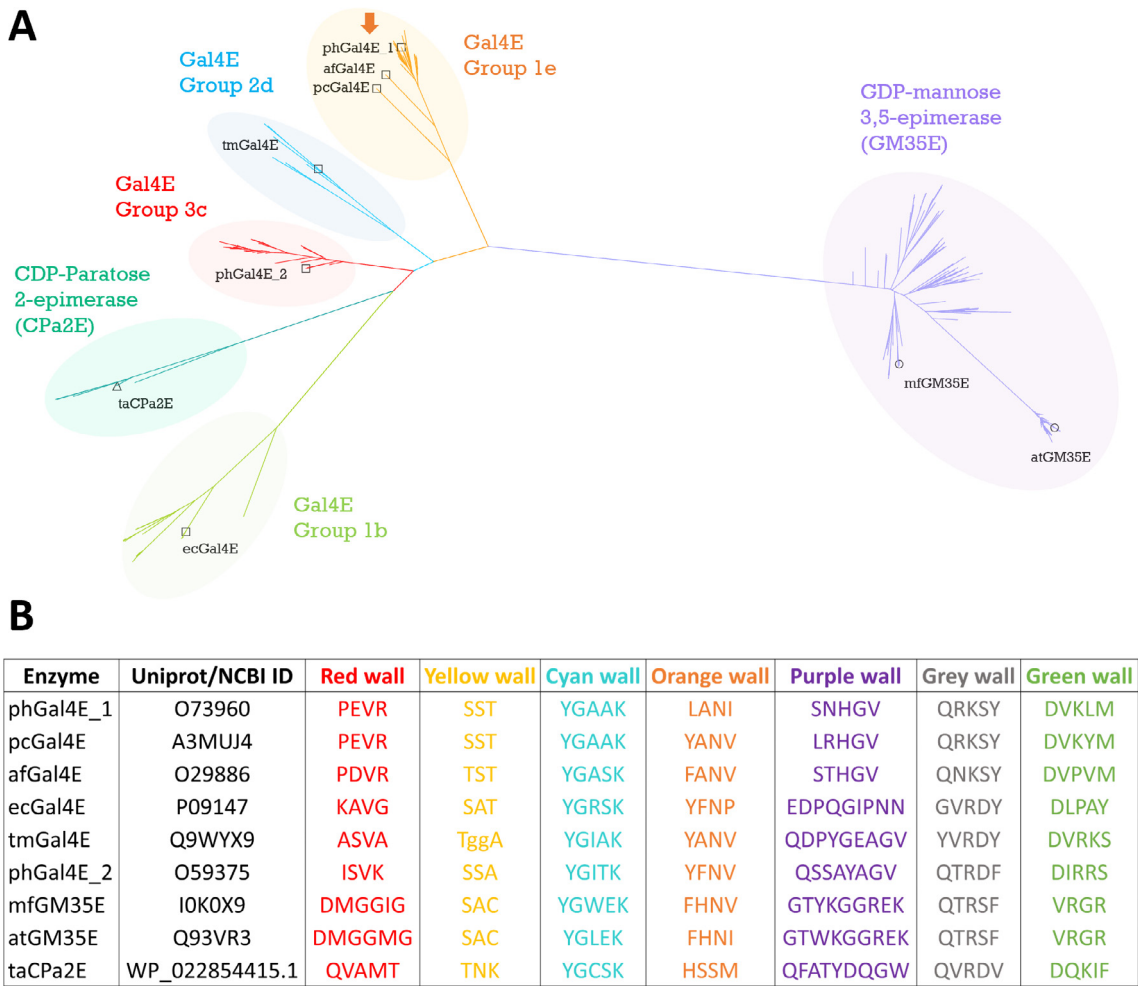 A
Gal4E
Group 1e
phGal4E_1
afGal4E
pcGal4E
Gal4E
Group 2d
tmGal4E
GDP-mannose
3,5-epimerase
(GM35E)
Gal4E
Group 3c
phGal4E_2
CDP-Paratose
2-epimerase
(CPa2E)
taCPa2E
mfGM35E
atGM35E
Gal4E
Group 1b
ecGal4E
B
Enzyme Uniprot/NCBI ID Red wall Yellow wall Cyan wall Orange wall Purple wall Grey wall Green wall
phGal4E_1 O73960 PEVR SST YGAAK LANI SNHGV QRKSY DVKLM
pcGal4E A3MUJ4 PEVR SST YGAAK YANV LRHGV QRKSY DVKYM
afGal4E O29886 PDVR TST YGASK FANV STHGV QNKSY DVPVM
ecGal4E P09147 KAVG SAT YGRSK YFNP EDPQGIPNN GVRDY DLPAY
tmGal4E Q9WYX9 ASVA TggA YGIAK YANV QDPYGEAGV YVRDY DVRKS
phGal4E_2 O59375 ISVK SSA YGITK YFNV QSSAYAGV QTRDF DIRRS
mfGM35E I0K0X9 DMGGIG SAC YGWEK FHNV GTYKGGREK QTRSF VRGR
atGM35E Q93VR3 DMGGMG SAC YGLEK FHNI GTWKGGREK QTRSF VRGR
taCPa2E WP_022854415.1 QVAMT TNK YGCSK HSSM QFATYDQGW QVRDV DQKIF